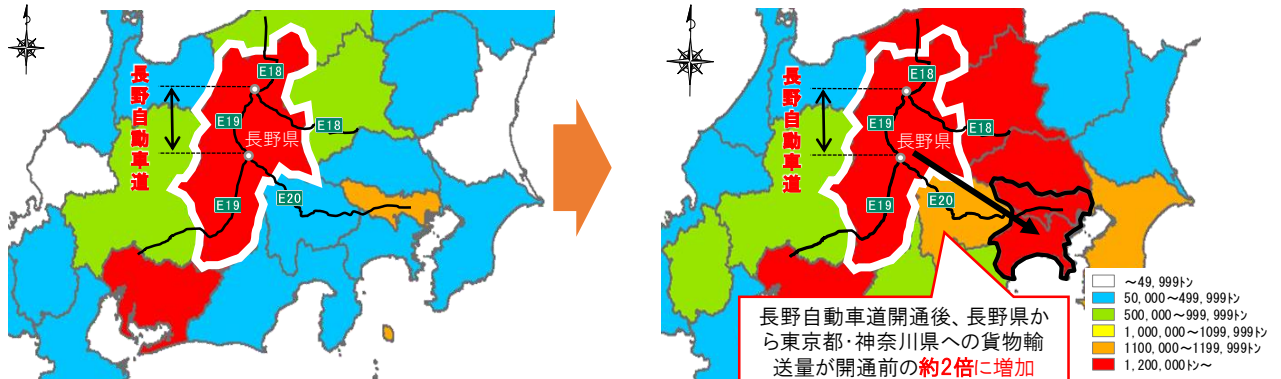 長野自動車道
E18
E19
長野県
E18
E19
E20
長野自動車道
E18
E19
長野県
E18
E19
E20
長野自動車道開通後、長野県か
ら東京都・神奈川県への貨物輸
送量が開通前の約2倍に増加
～49,999トン
50,000～499,999トン
500,000～999,999トン
1,000,000～1099,999トン
1100,000～1199,999トン
1,200,000トン～